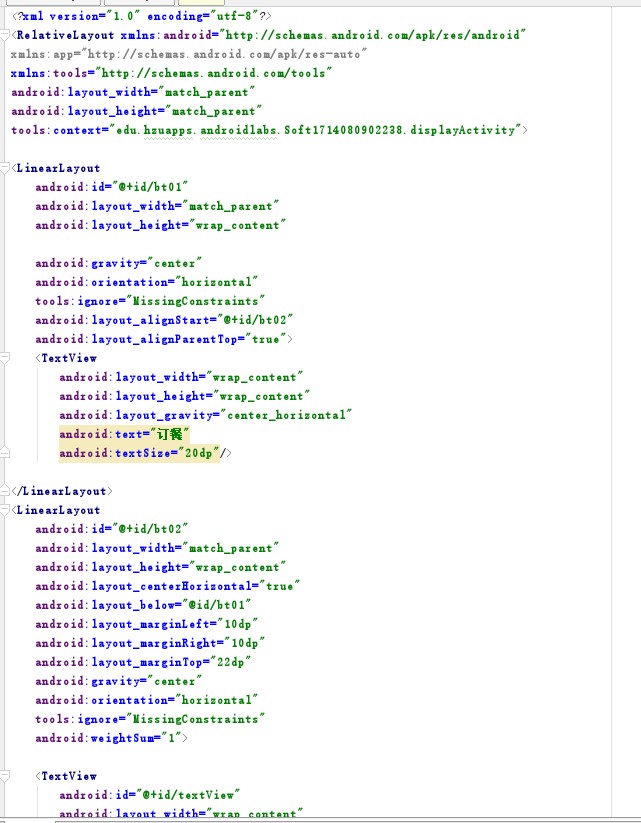 <?xml version="1.0" encoding="utf-8"?>
<RelativeLayout xmlns:android="http://schemas.android.com/apk/res/android"
xmlns:app="http://schemas.android.com/apk/res-auto"
xmlns:tools="http://schemas.android.com/tools"
android:layout_width="match_parent"
android:layout_height="match_parent"
tools:context="edu.hzuapps.androidlabs.Soft1714080902238.displayActivity">
<LinearLayout
android:id="@+id/bt01"
android:layout_width="match_parent"
android:layout_height="wrap_content"
android:gravity="center"
android:orientation="horizontal"
tools:ignore="MissingConstraints"
android:layout_alignStart="@+id/bt02"
android:layout_alignParentTop="true">
<TextView
android:layout_width="wrap_content"
android:layout_height="wrap_content"
android:layout_gravity="center_horizontal"
android:text="订餐"
android:textSize="20dp"/>
</LinearLayout>
<LinearLayout
android:id="@+id/bt02"
android:layout_width="match_parent"
android:layout_height="wrap_content"
android:layout_centerHorizontal="true"
android:layout_below="@id/bt01"
android:layout_marginLeft="10dp"
android:layout_marginRight="10dp"
android:layout_marginTop="22dp"
android:gravity="center"
android:orientation="horizontal"
tools:ignore="MissingConstraints"
android:weightSum="1">
<TextView
android:id="@+id/textView"
android:layout_width="wrap_content"